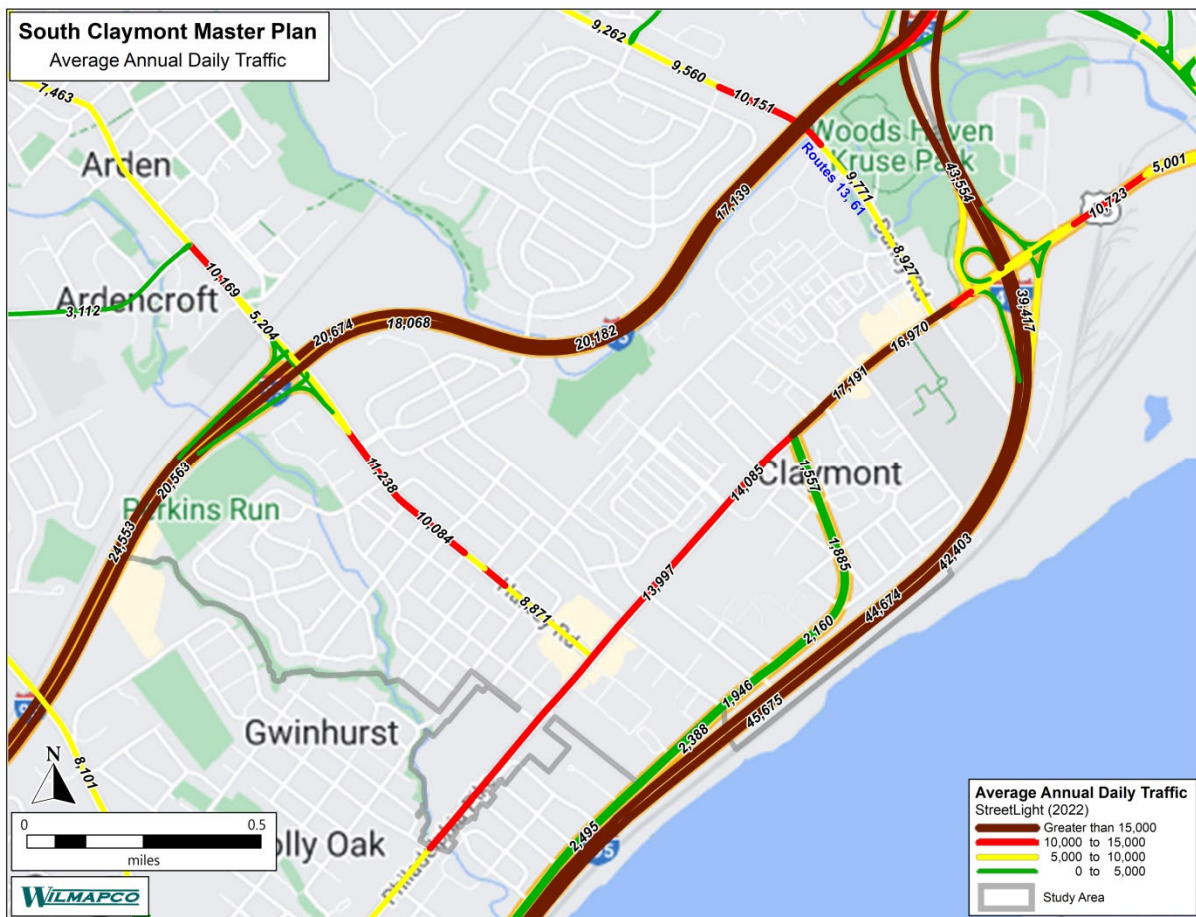 South Claymont Master Plan
Average Annual Daily Traffic
9,262
9,560
10,151
7,463
Arden
Woods Haven
Kruse Park
Routes 13, 61
9,771
43,554
5,001
10,723
17,139
8,927
Darley Rd
10,169
Ardencroft
3,112
5,204
20,674
18,068
20,182
39,417
16,970
17,191
11,238
14,085
Claymont
1,557
20,563
Perkins Run
24,553
10,084
1,885
13,997
42,403
8,871
44,674
2,160
1,946
45,675
Gwinhurst
2,388
8,101
2,495
N
0
0.5
miles
olly Oak
WILMAPCO
Average Annual Daily Traffic
StreetLight (2022)
Greater than 15,000
10,000 to 15,000
5,000 to 10,000
0 to 5,000
Study Area